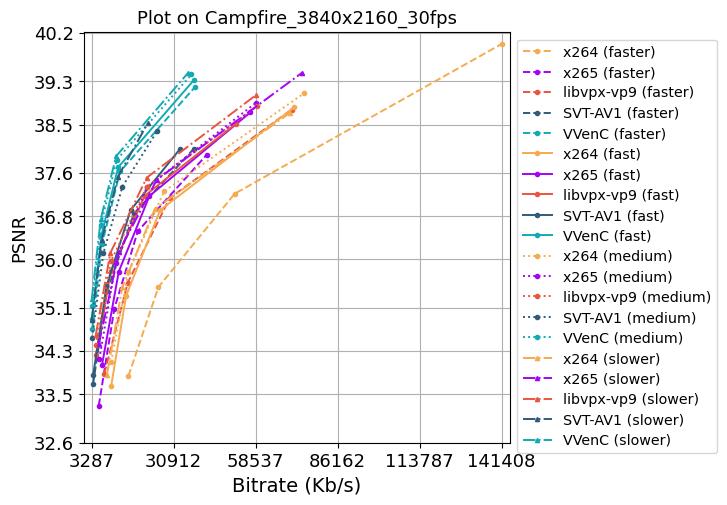 Plot on Campfire_3840x2160_30fps
40.2
39.3
38.5
37.6
36.8
36.0
35.1
34.3
33.5
32.6
PSNR
3287 30912 58537 86162 113787 141408
Bitrate (Kb/s)
x264 (faster)
x265 (faster)
libvpx-vp9 (faster)
SVT-AV1 (faster)
VVenC (faster)
x264 (fast)
x265 (fast)
libvpx-vp9 (fast)
SVT-AV1 (fast)
VVenC (fast)
x264 (medium)
x265 (medium)
libvpx-vp9 (medium)
SVT-AV1 (medium)
VVenC (medium)
x264 (slower)
x265 (slower)
libvpx-vp9 (slower)
SVT-AV1 (slower)
VVenC (slower)